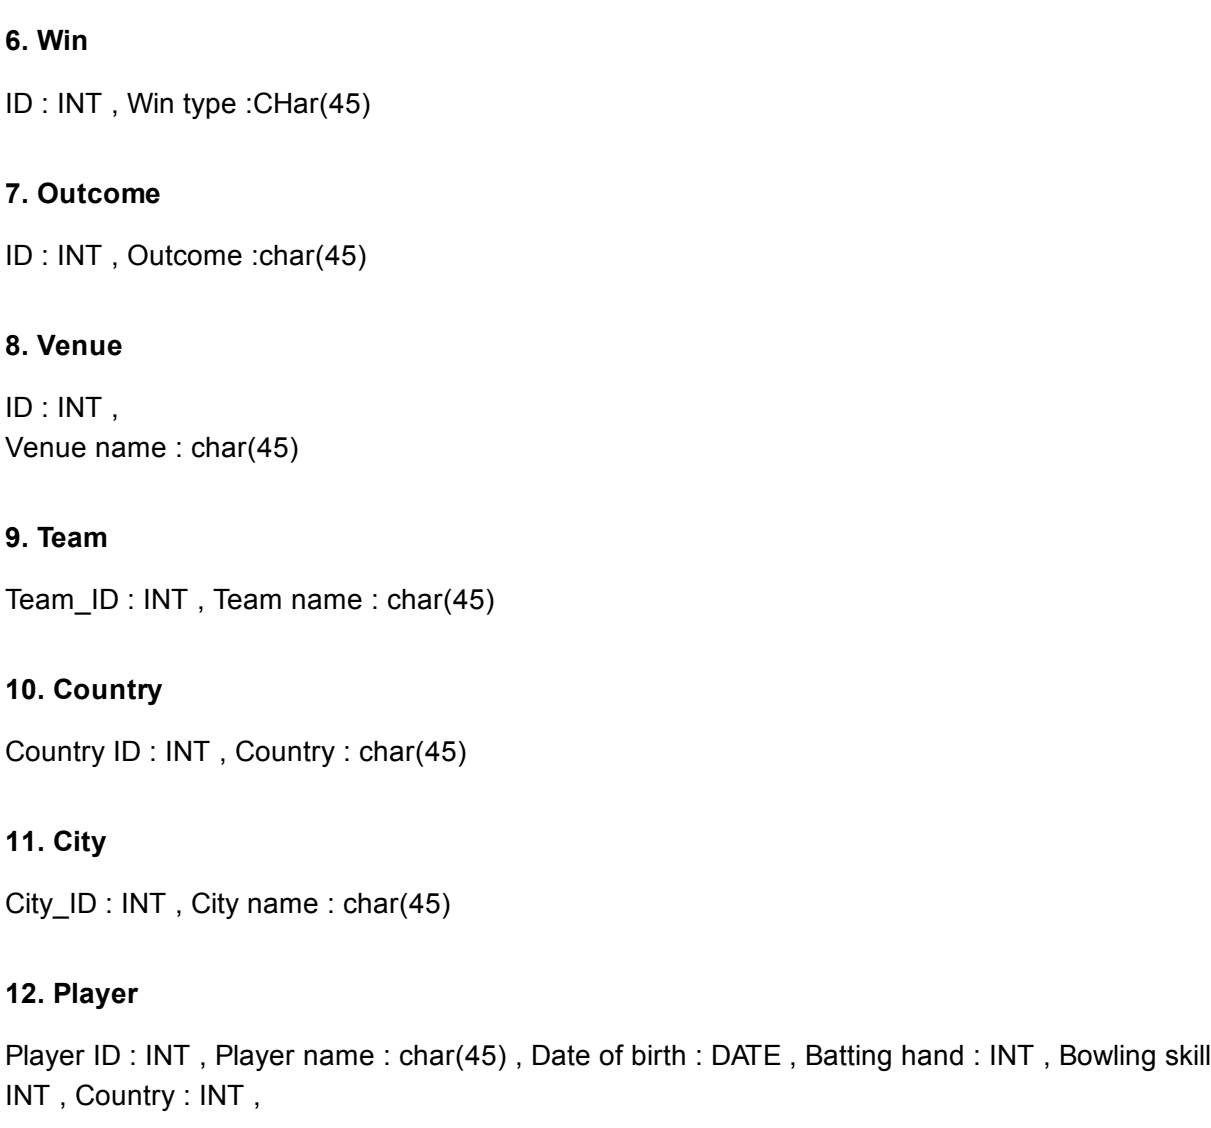 6. Win
ID : INT , Win type :CHar(45)
7. Outcome
ID : INT , Outcome :char(45)
8. Venue
ID : INT ,
Venue name : char(45)
9. Team
Team_ID : INT , Team name : char(45)
10. Country
Country ID : INT , Country : char(45)
11. City
City_ID : INT , City name : char(45)
12. Player
Player ID : INT , Player name : char(45) , Date of birth : DATE , Batting hand : INT , Bowling skill
INT , Country : INT ,